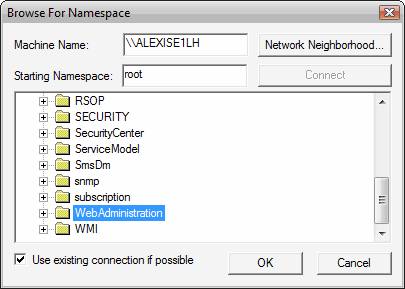 Browse For Namespace
Machine Name: \\ALEXISE1LH Network Neighborhood...
Starting Namespace: root Connect
RSOP
SECURITY
SecurityCenter
ServiceModel
SmsDm
snmp
subscription
WebAdministration
WMI
Use existing connection if possible OK Cancel